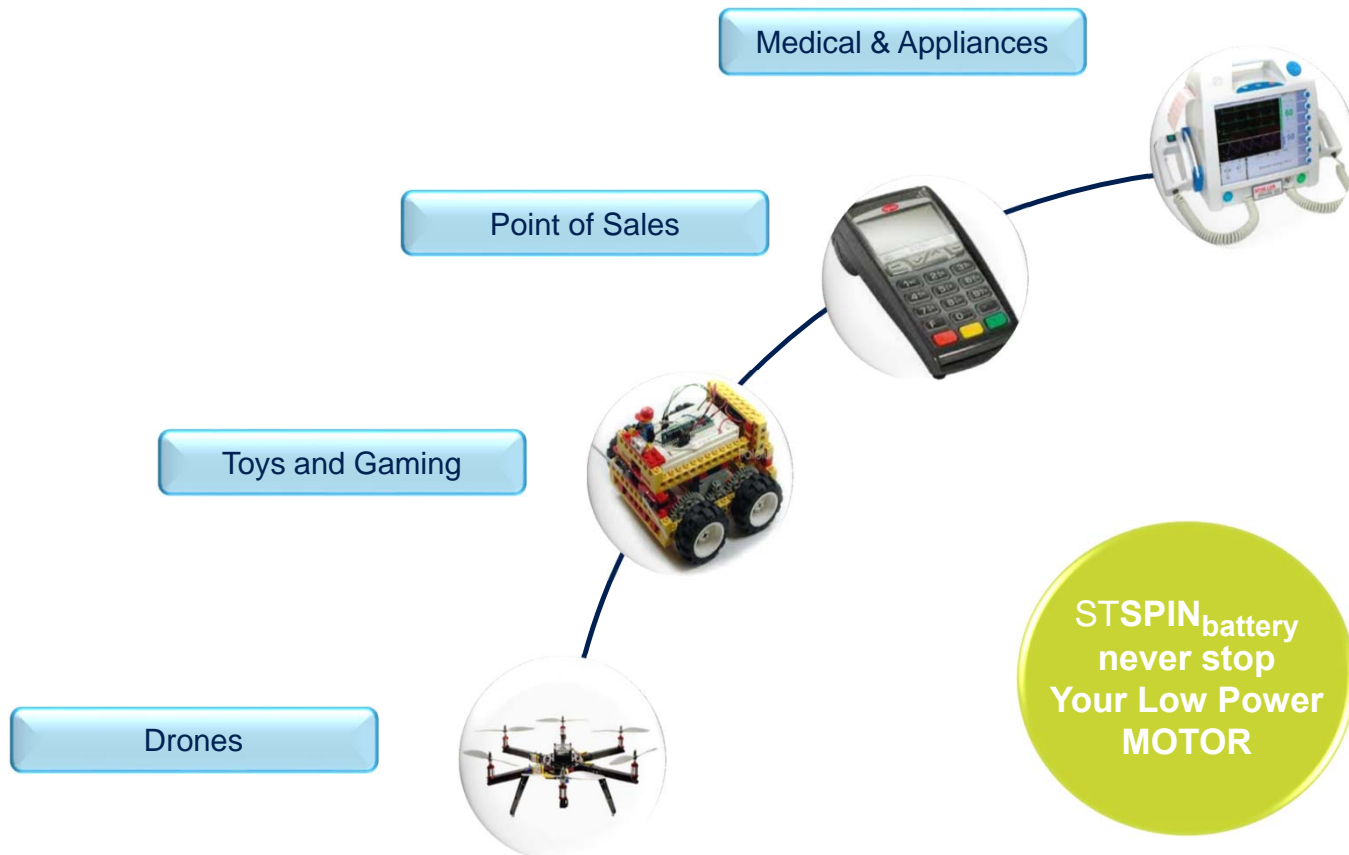 Medical & Appliances
Point of Sales
Toys and Gaming
Drones
STSPINbattery
never stop
Your Low Power
MOTOR